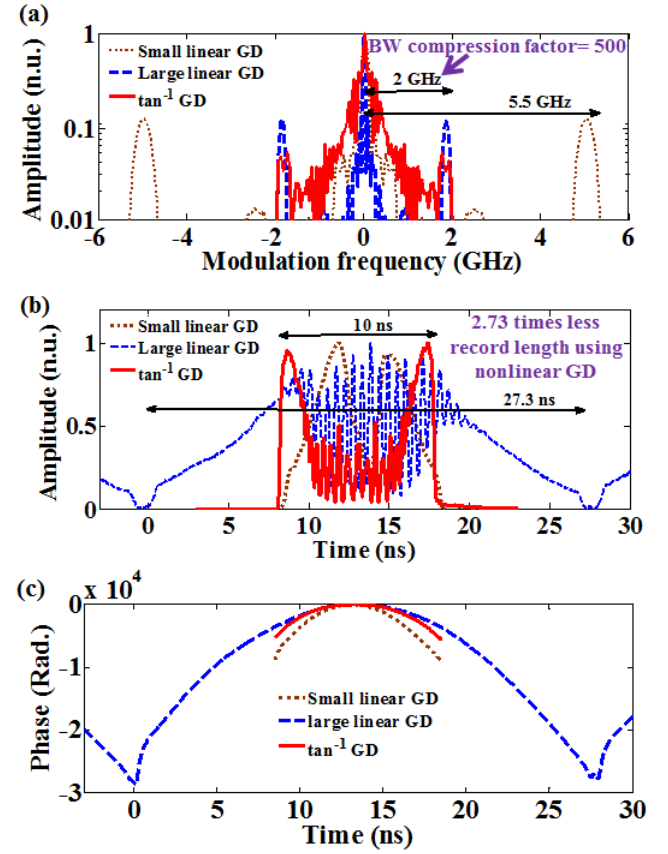 (a)
Amplitude (n.u.)
1
0.1
0.01
Small linear GD
Large linear GD
tan⁻¹ GD
BW compression factor= 500
2 GHz
5.5 GHz
-6 -4 -2 0 2 4 6
Modulation frequency (GHz)
(b)
Amplitude (n.u.)
1
0.5
0
Small linear GD
Large linear GD
tan⁻¹ GD
10 ns
2.73 times less
record length using
nonlinear GD
27.3 ns
0 5 10 15 20 25 30
Time (ns)
(c)
x 10⁴
Phase (Rad.)
0
-1
-2
-3
Small linear GD
large linear GD
tan⁻¹ GD
0 5 10 15 20 25 30
Time (ns)